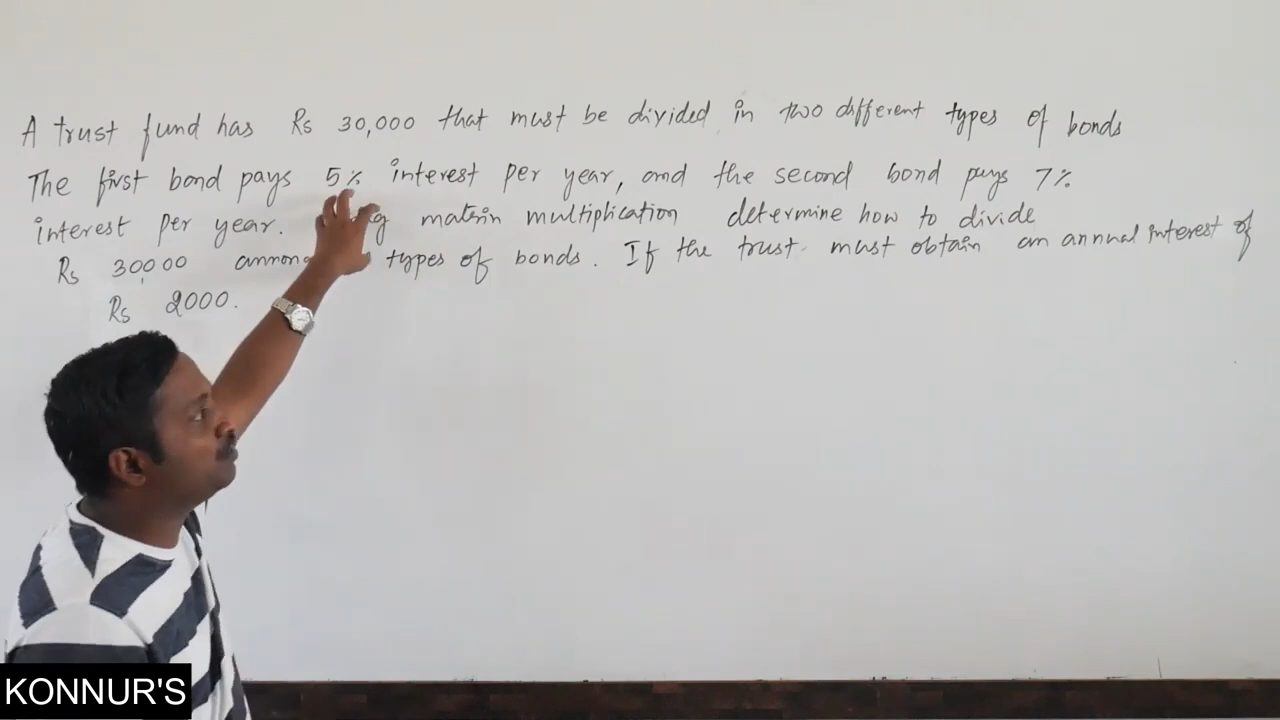 A trust fund has Rs 30,000 that must be divided in two different types of bonds
The first bond pays 5% interest per year, and the second bond pays 7%
interest per year. matrix multiplication determine how to divide
Rs 30000 types of bonds. If the trust must obtain an annual interest of
Rs 2000.
KONNUR'S